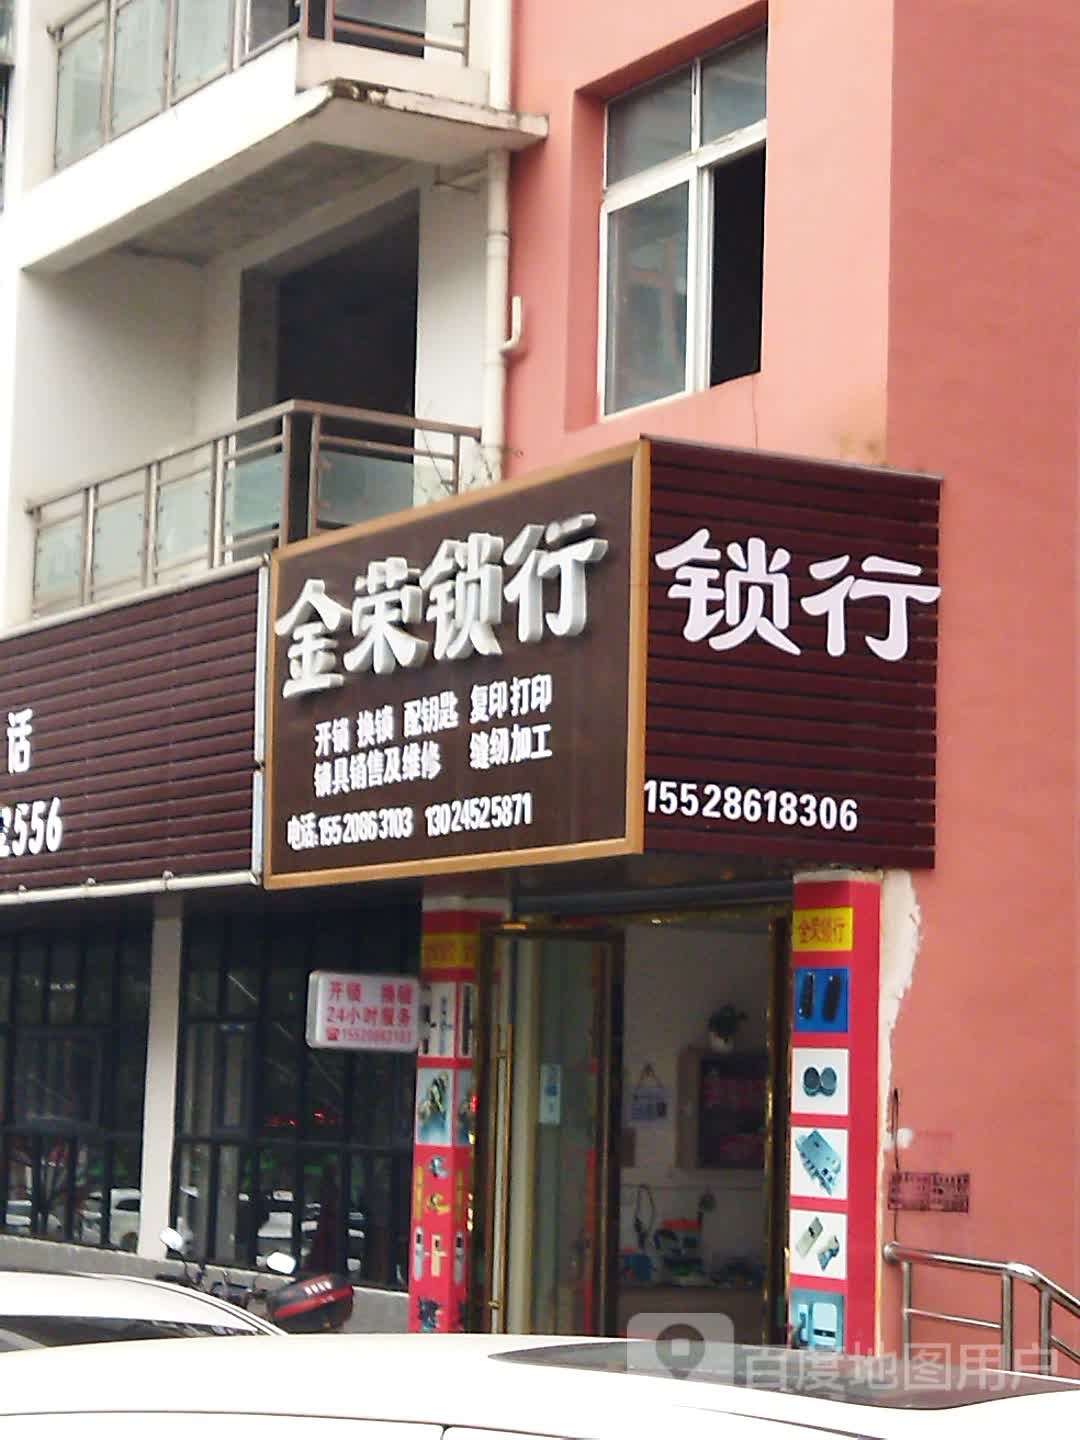 金荣锁行
开锁 换锁 配钥匙 复印打印
锁具销售及维修 缝纫加工
电话:15520863103 13024525871
锁行
15528618306
话
2556
金荣锁行
开锁 换锁
24小时服务
☎15520863103
百度地图用户